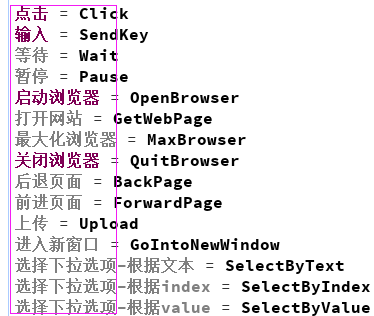 点击 = Click
输入 = SendKey
等待 = Wait
暂停 = Pause
启动浏览器 = OpenBrowser
打开网站 = GetWebPage
最大化浏览器 = MaxBrowser
关闭浏览器 = QuitBrowser
后退页面 = BackPage
前进页面 = ForwardPage
上传 = Upload
进入新窗口 = GoIntoNewWindow
选择下拉选项-根据文本 = SelectByText
选择下拉选项-根据index = SelectByIndex
选择下拉选项-根据value = SelectByValue